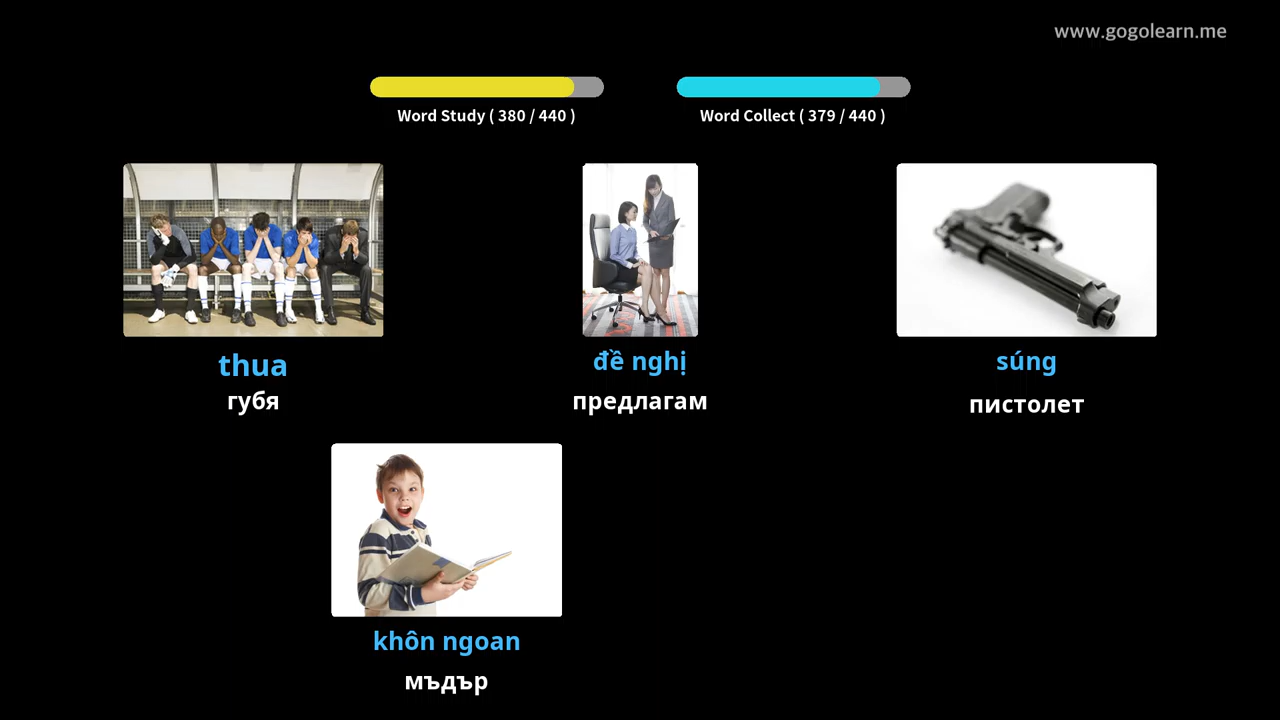 www.gogolearn.me
Word Study ( 380 / 440 )
Word Collect ( 379 / 440 )
thua
губя
đề nghị
предлагам
súng
пистолет
khôn ngoan
мъдър